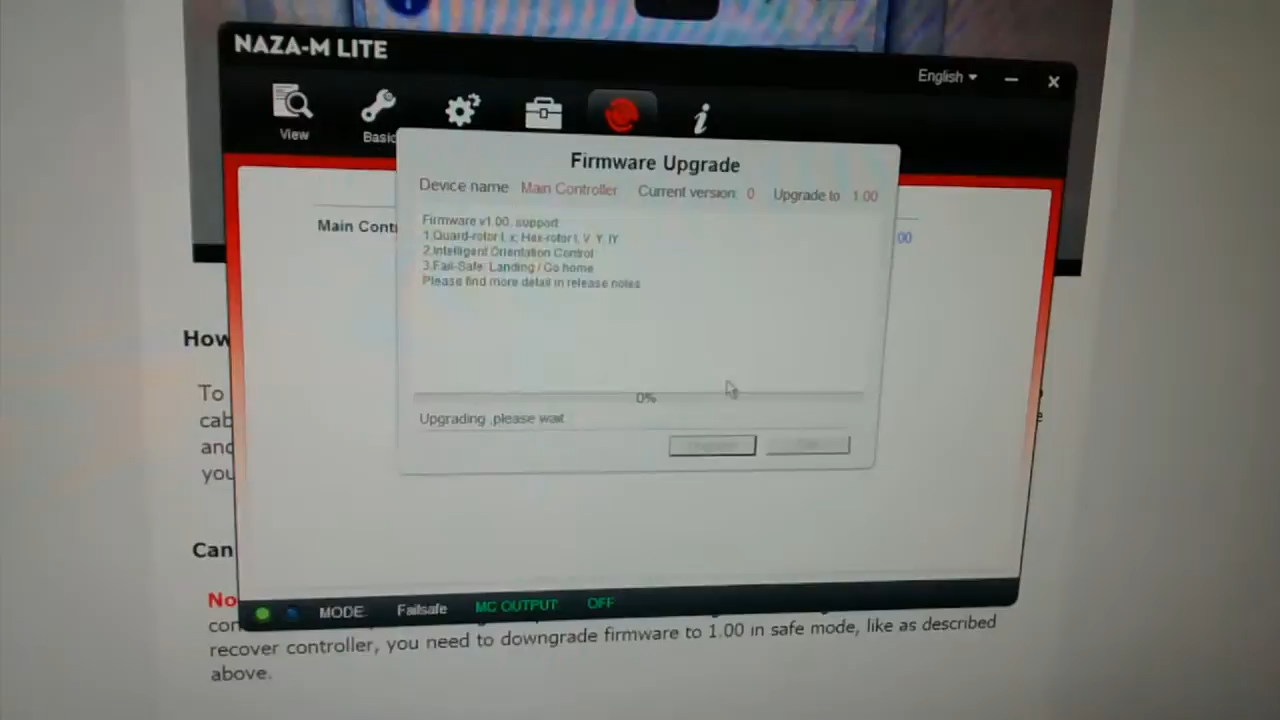 NAZA-M LITE
English
View
Basic
Firmware Upgrade
Device name Main Controller Current version: 0 Upgrade to 1.00
Main Cont
00
Firmware v1.00, support
1.Quard-rotor I, x; Hex-rotor I, V, Y, IY
2.Intelligent Orientation Control
3.Fail-Safe: Landing / Go home
Please find more detail in release notes
0%
Upgrading ,please wait
How
To
cab
and
you
Can
No
MODE: Failsafe MC OUTPUT OFF
con
recover controller, you need to downgrade firmware to 1.00 in safe mode, like as described
above.